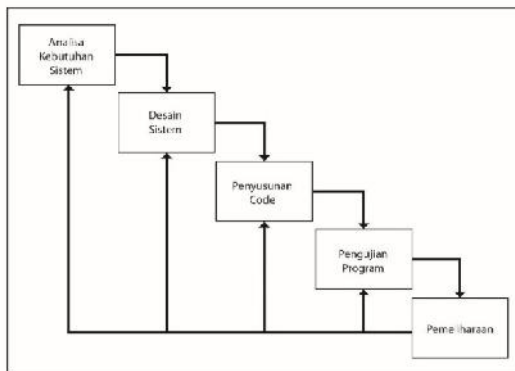 Analisa
Kebutuhan
Sistem
Desain
Sistem
Penyusunan
Code
Pengujian
Program
Pemeliharaan